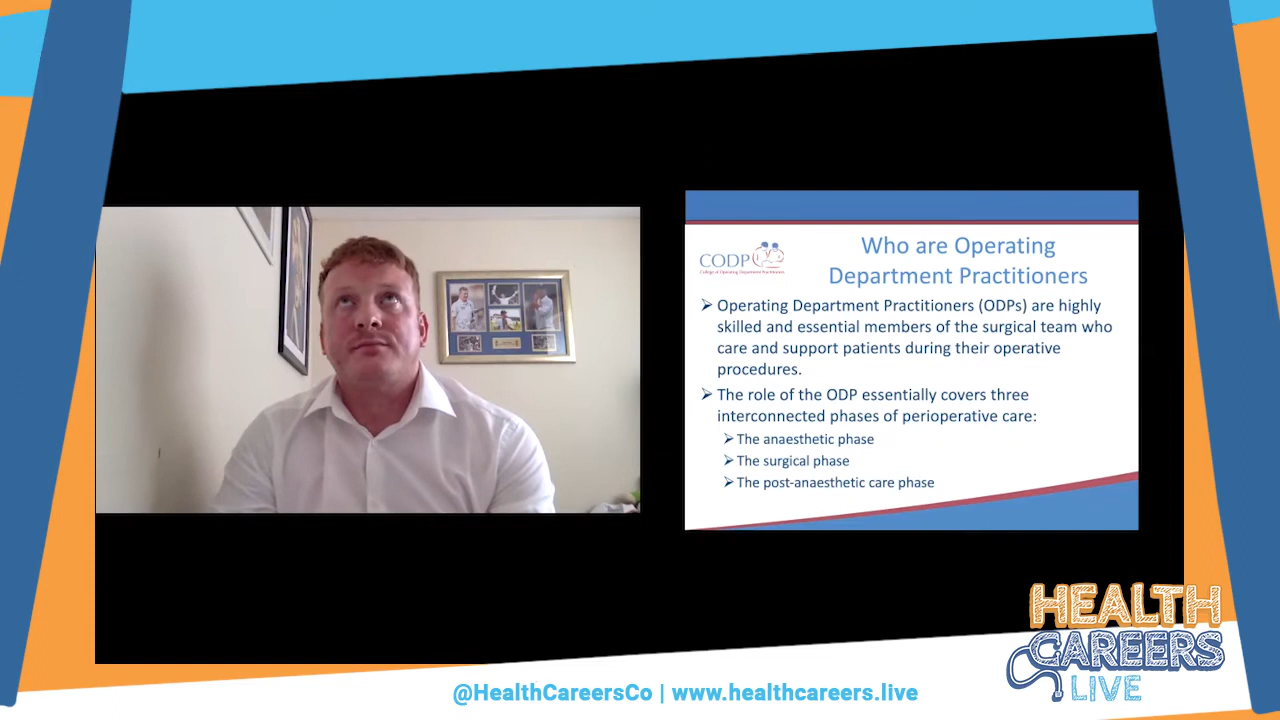 CODP
College of Operating Department Practitioners
Who are Operating
Department Practitioners
➢ Operating Department Practitioners (ODPs) are highly
skilled and essential members of the surgical team who
care and support patients during their operative
procedures.
➢ The role of the ODP essentially covers three
interconnected phases of perioperative care:
➢ The anaesthetic phase
➢ The surgical phase
➢ The post-anaesthetic care phase
HEALTH
CAREERS
LIVE
@HealthCareersCo | www.healthcareers.live